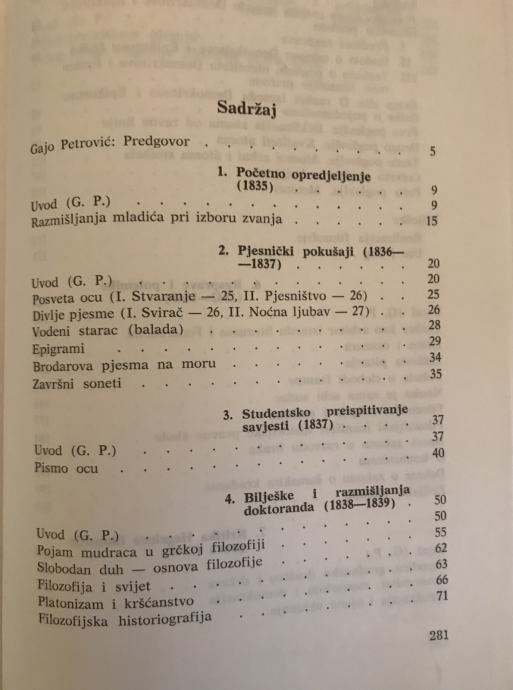 Sadržaj
Gajo Petrović: Predgovor . . . . . . . . . 5
1. Početno opredjeljenje
(1835) . . . . . 9
Uvod (G. P.) . . . . . . . . . . . 9
Razmišljanja mladića pri izboru zvanja . . . . . 15
2. Pjesnički pokušaji (1836—
—1837) . . . . . . 20
Uvod (G. P.) . . . . . . . . . . . 20
Posveta ocu (I. Stvaranje — 25, II. Pjesništvo — 26) . . 25
Divlje pjesme (I. Svirač — 26, II. Noćna ljubav — 27) . . 26
Vodeni starac (balada) . . . . . . . . . 28
Epigrami . . . . . . . . . . . . 29
Brodarova pjesma na moru . . . . . . . . 34
Završni soneti . . . . . . . . . . . 35
3. Studentsko preispitivanje
savjesti (1837) . . . . 37
Uvod (G. P.) . . . . . . . . . . . 37
Pismo ocu . . . . . . . . . . . . 40
4. Bilješke i razmišljanja
doktoranda (1838—1839) . 50
Uvod (G. P.) . . . . . . . . . . . 50
Pojam mudraca u grčkoj filozofiji . . . . . . 55
Slobodan duh — osnova filozofije . . . . . . 62
Filozofija i svijet . . . . . . . . . . 63
Platonizam i kršćanstvo . . . . . . . . 66
Filozofijska historiografija . . . . . . . 71
281